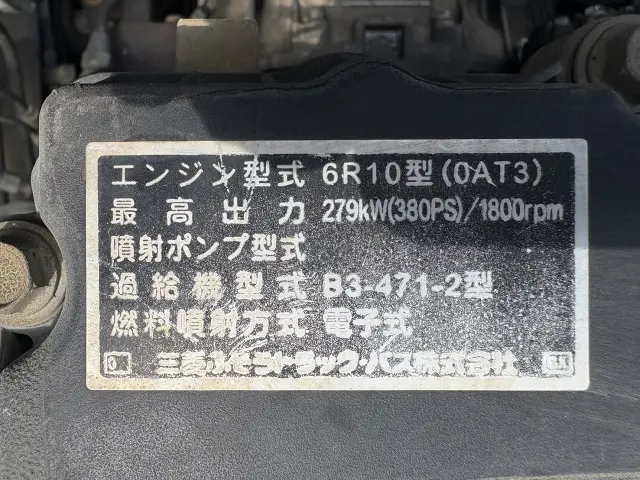 エンジン型式 6R10型(0AT3)
最高出力 279kW(380PS)/1800rpm
噴射ポンプ型式
過給機型式 B3-471-2型
燃料噴射方式 電子式
0 三菱ふそうトラック・バス株式会社